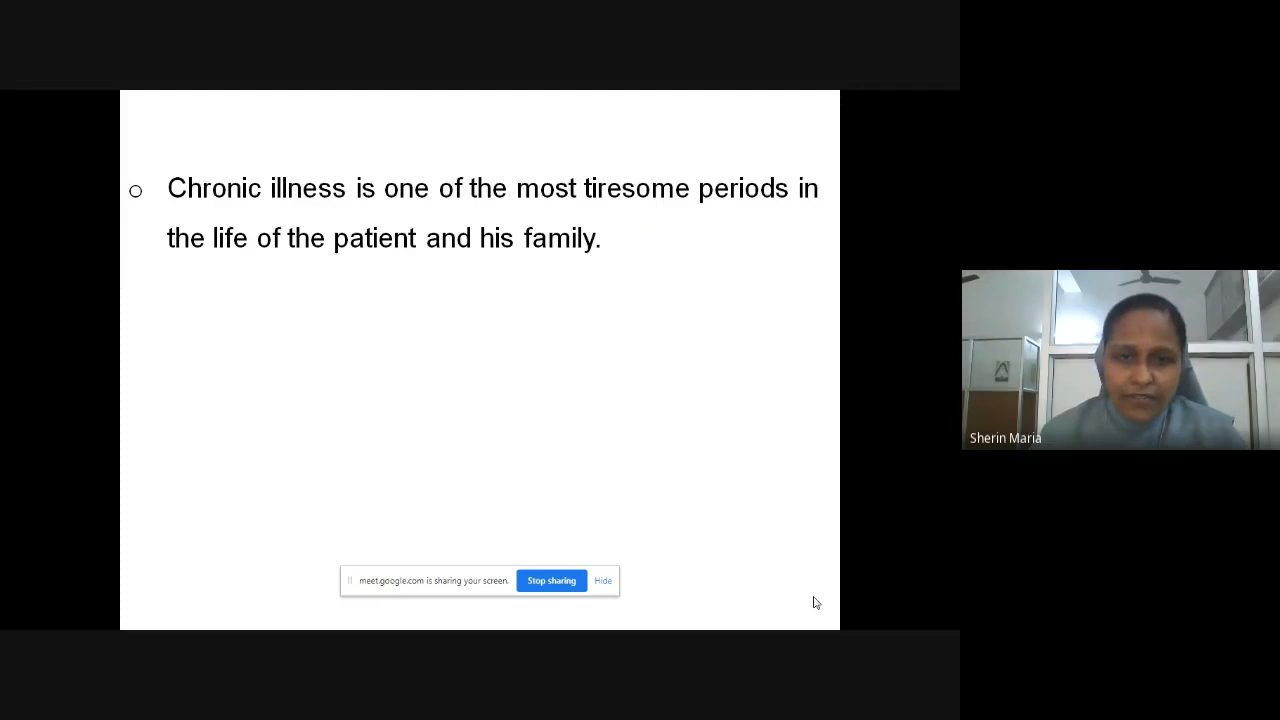 Chronic illness is one of the most tiresome periods in
the life of the patient and his family.
meet.google.com is sharing your screen. Stop sharing Hide
Sherin Maria